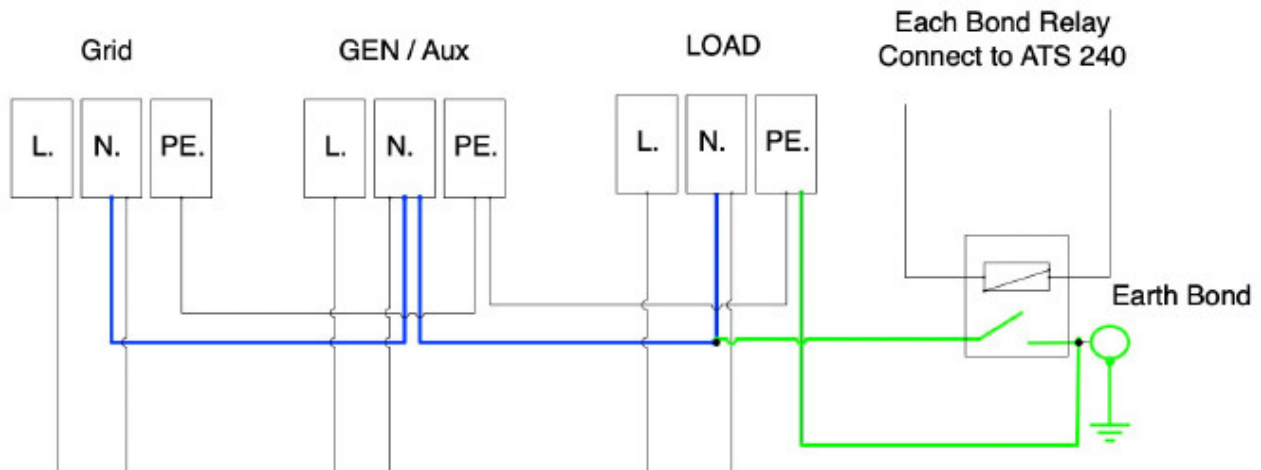 Grid
GEN / Aux
LOAD
Each Bond Relay
Connect to ATS 240
L. N. PE.
L. N. PE.
L. N. PE.
Earth Bond